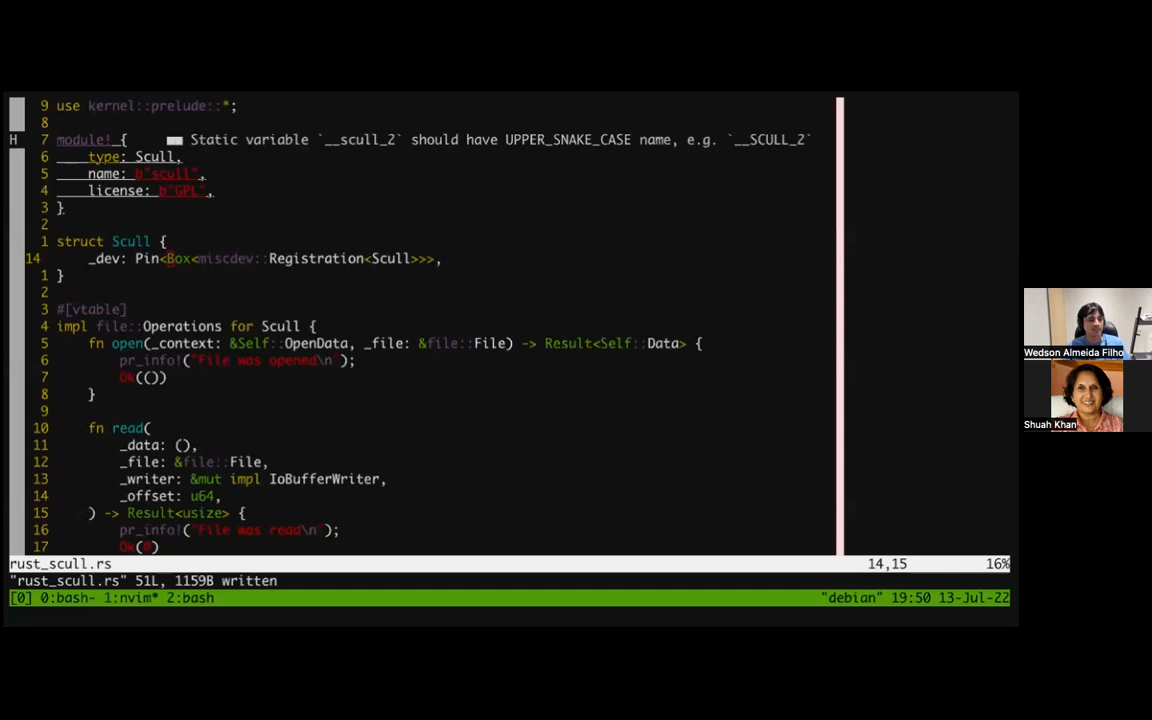 9 use kernel::prelude::*;
8
H 7 module! { Static variable `__scull_2` should have UPPER_SNAKE_CASE name, e.g. `__SCULL_2`
6 type: Scull,
5 name: b"scull",
4 license: b"GPL",
3 }
2
1 struct Scull {
14 _dev: Pin<Box<miscdev::Registration<Scull>>>,
1 }
2
3 #[vtable]
4 impl file::Operations for Scull {
5 fn open(_context: &Self::OpenData, _file: &file::File) -> Result<Self::Data> {
6 pr_info!("File was opened\n");
7 Ok(())
8 }
9
10 fn read(
11 _data: (),
12 _file: &file::File,
13 _writer: &mut impl IoBufferWriter,
14 _offset: u64,
15 ) -> Result<usize> {
16 pr_info!("File was read\n");
17 Ok(0)
rust_scull.rs 14,15 16%
"rust_scull.rs" 51L, 1159B written
[0] 0:bash- 1:nvim* 2:bash "debian" 19:50 13-Jul-22
Wedson Almeida Filho
Shuah Khan